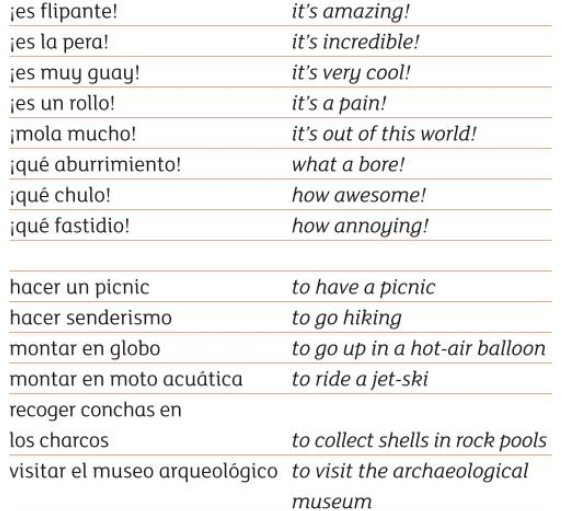 ¡es flipante! it's amazing!
¡es la pera! it's incredible!
¡es muy guay! it's very cool!
¡es un rollo! it's a pain!
¡mola mucho! it's out of this world!
¡qué aburrimiento! what a bore!
¡qué chulo! how awesome!
¡qué fastidio! how annoying!
hacer un picnic to have a picnic
hacer senderismo to go hiking
montar en globo to go up in a hot-air balloon
montar en moto acuática to ride a jet-ski
recoger conchas en
los charcos to collect shells in rock pools
visitar el museo arqueológico to visit the archaeological
museum